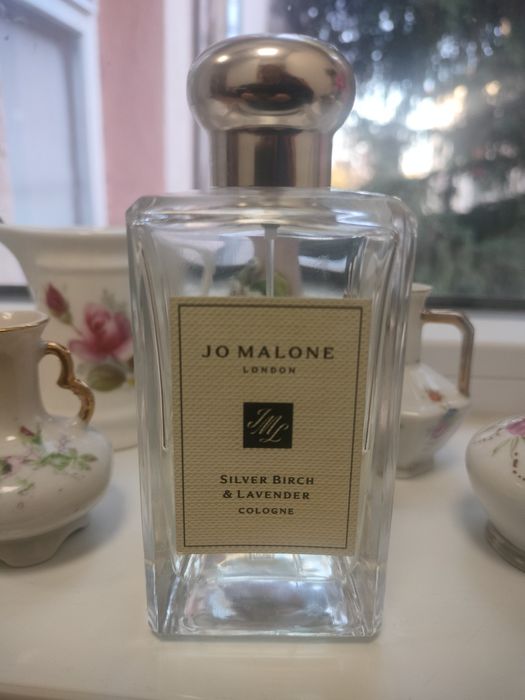 JO MALONE
LONDON
JML
SILVER BIRCH
& LAVENDER
COLOGNE